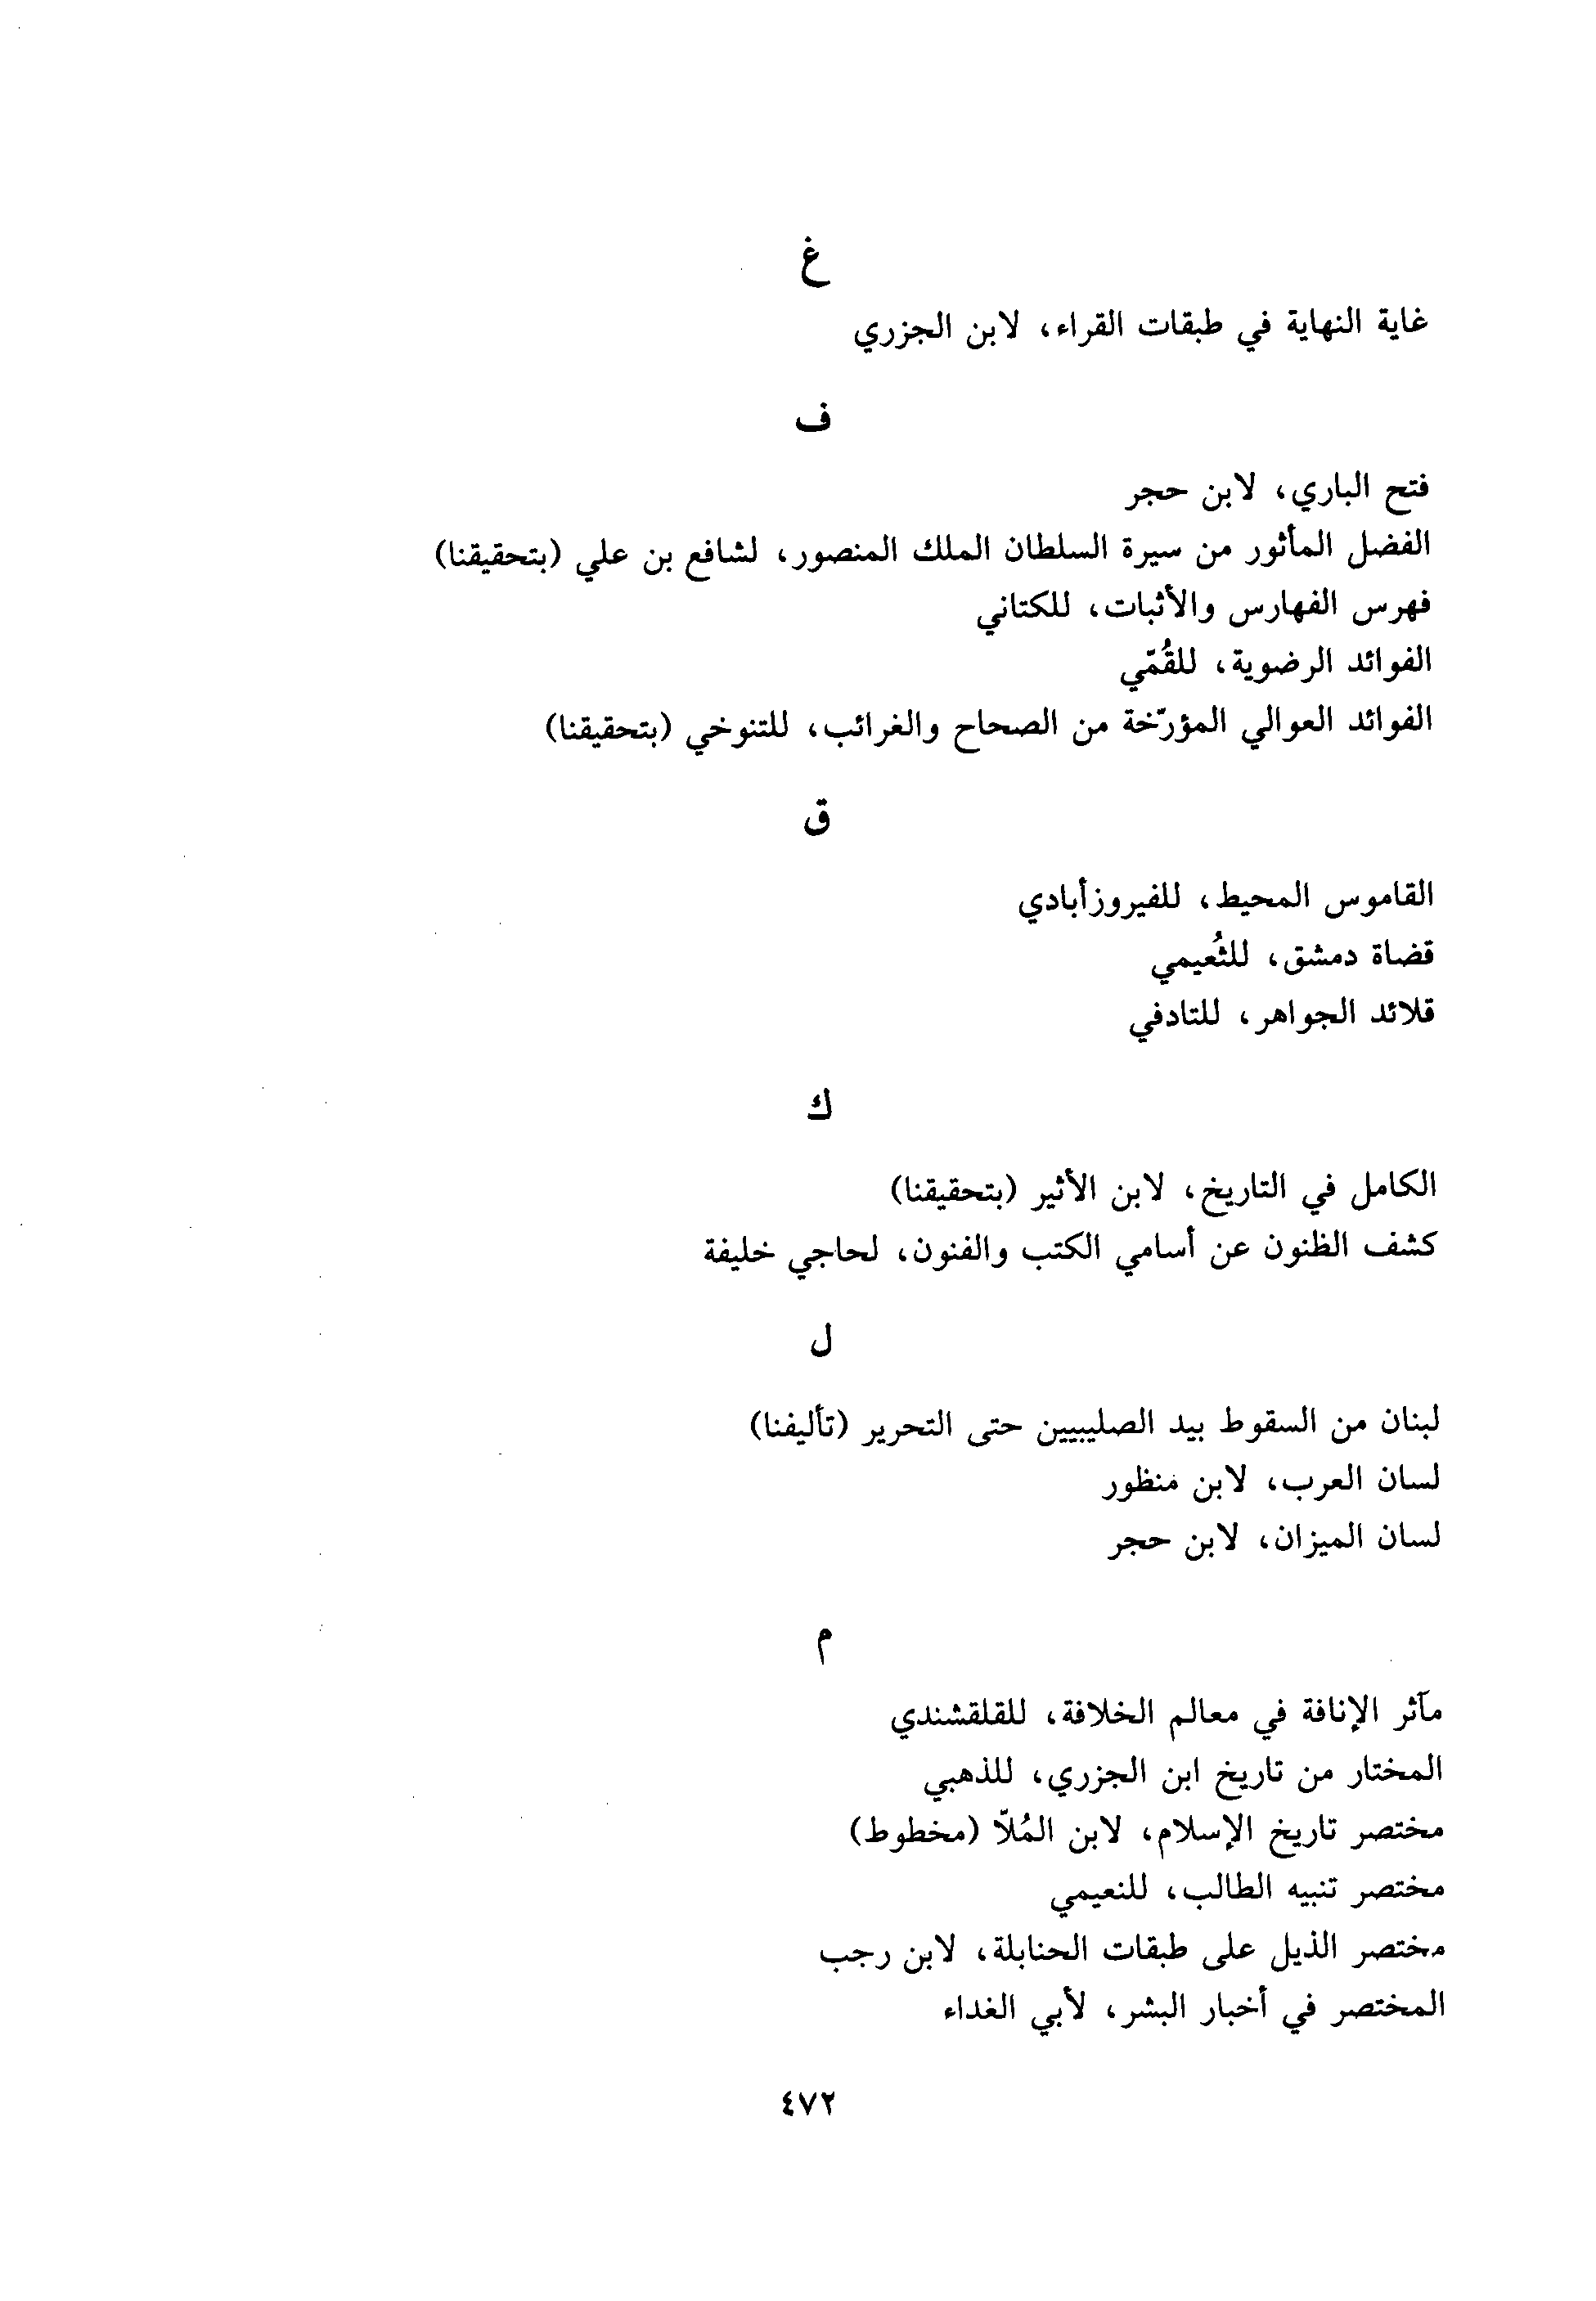 غ
غاية النهاية في طبقات القراء، لابن الجزري
ف
فتح الباري، لابن حجر
الفضل المأثور من سيرة السلطان الملك المنصور، لشافع بن علي (بتحقيقنا)
فهرس الفهارس والأثبات، للكتاني
الفوائد الرضوية، للقُمّي
الفوائد العوالي المؤرّخة من الصحاح والغرائب، للتنوخي (بتحقيقنا)
ق
القاموس المحيط، للفيروزأبادي
قضاة دمشق، للثُعيمي
قلائد الجواهر، للتادفي
ك
الكامل في التاريخ، لابن الأثير (بتحقيقنا)
كشف الظنون عن أسامي الكتب والفنون، لحاجي خليفة
ل
لبنان من السقوط بيد الصليبيين حتى التحرير (تأليفنا)
لسان العرب، لابن منظور
لسان الميزان، لابن حجر
م
مآثر الإنافة في معالم الخلافة، للقلقشندي
المختار من تاريخ ابن الجزري، للذهبي
مختصر تاريخ الإسلام، لابن المُلّا (مخطوط)
مختصر تنبيه الطالب، للنعيمي
مختصر الذيل على طبقات الحنابلة، لابن رجب
المختصر في أخبار البشر، لأبي الغداء
٤٧٢